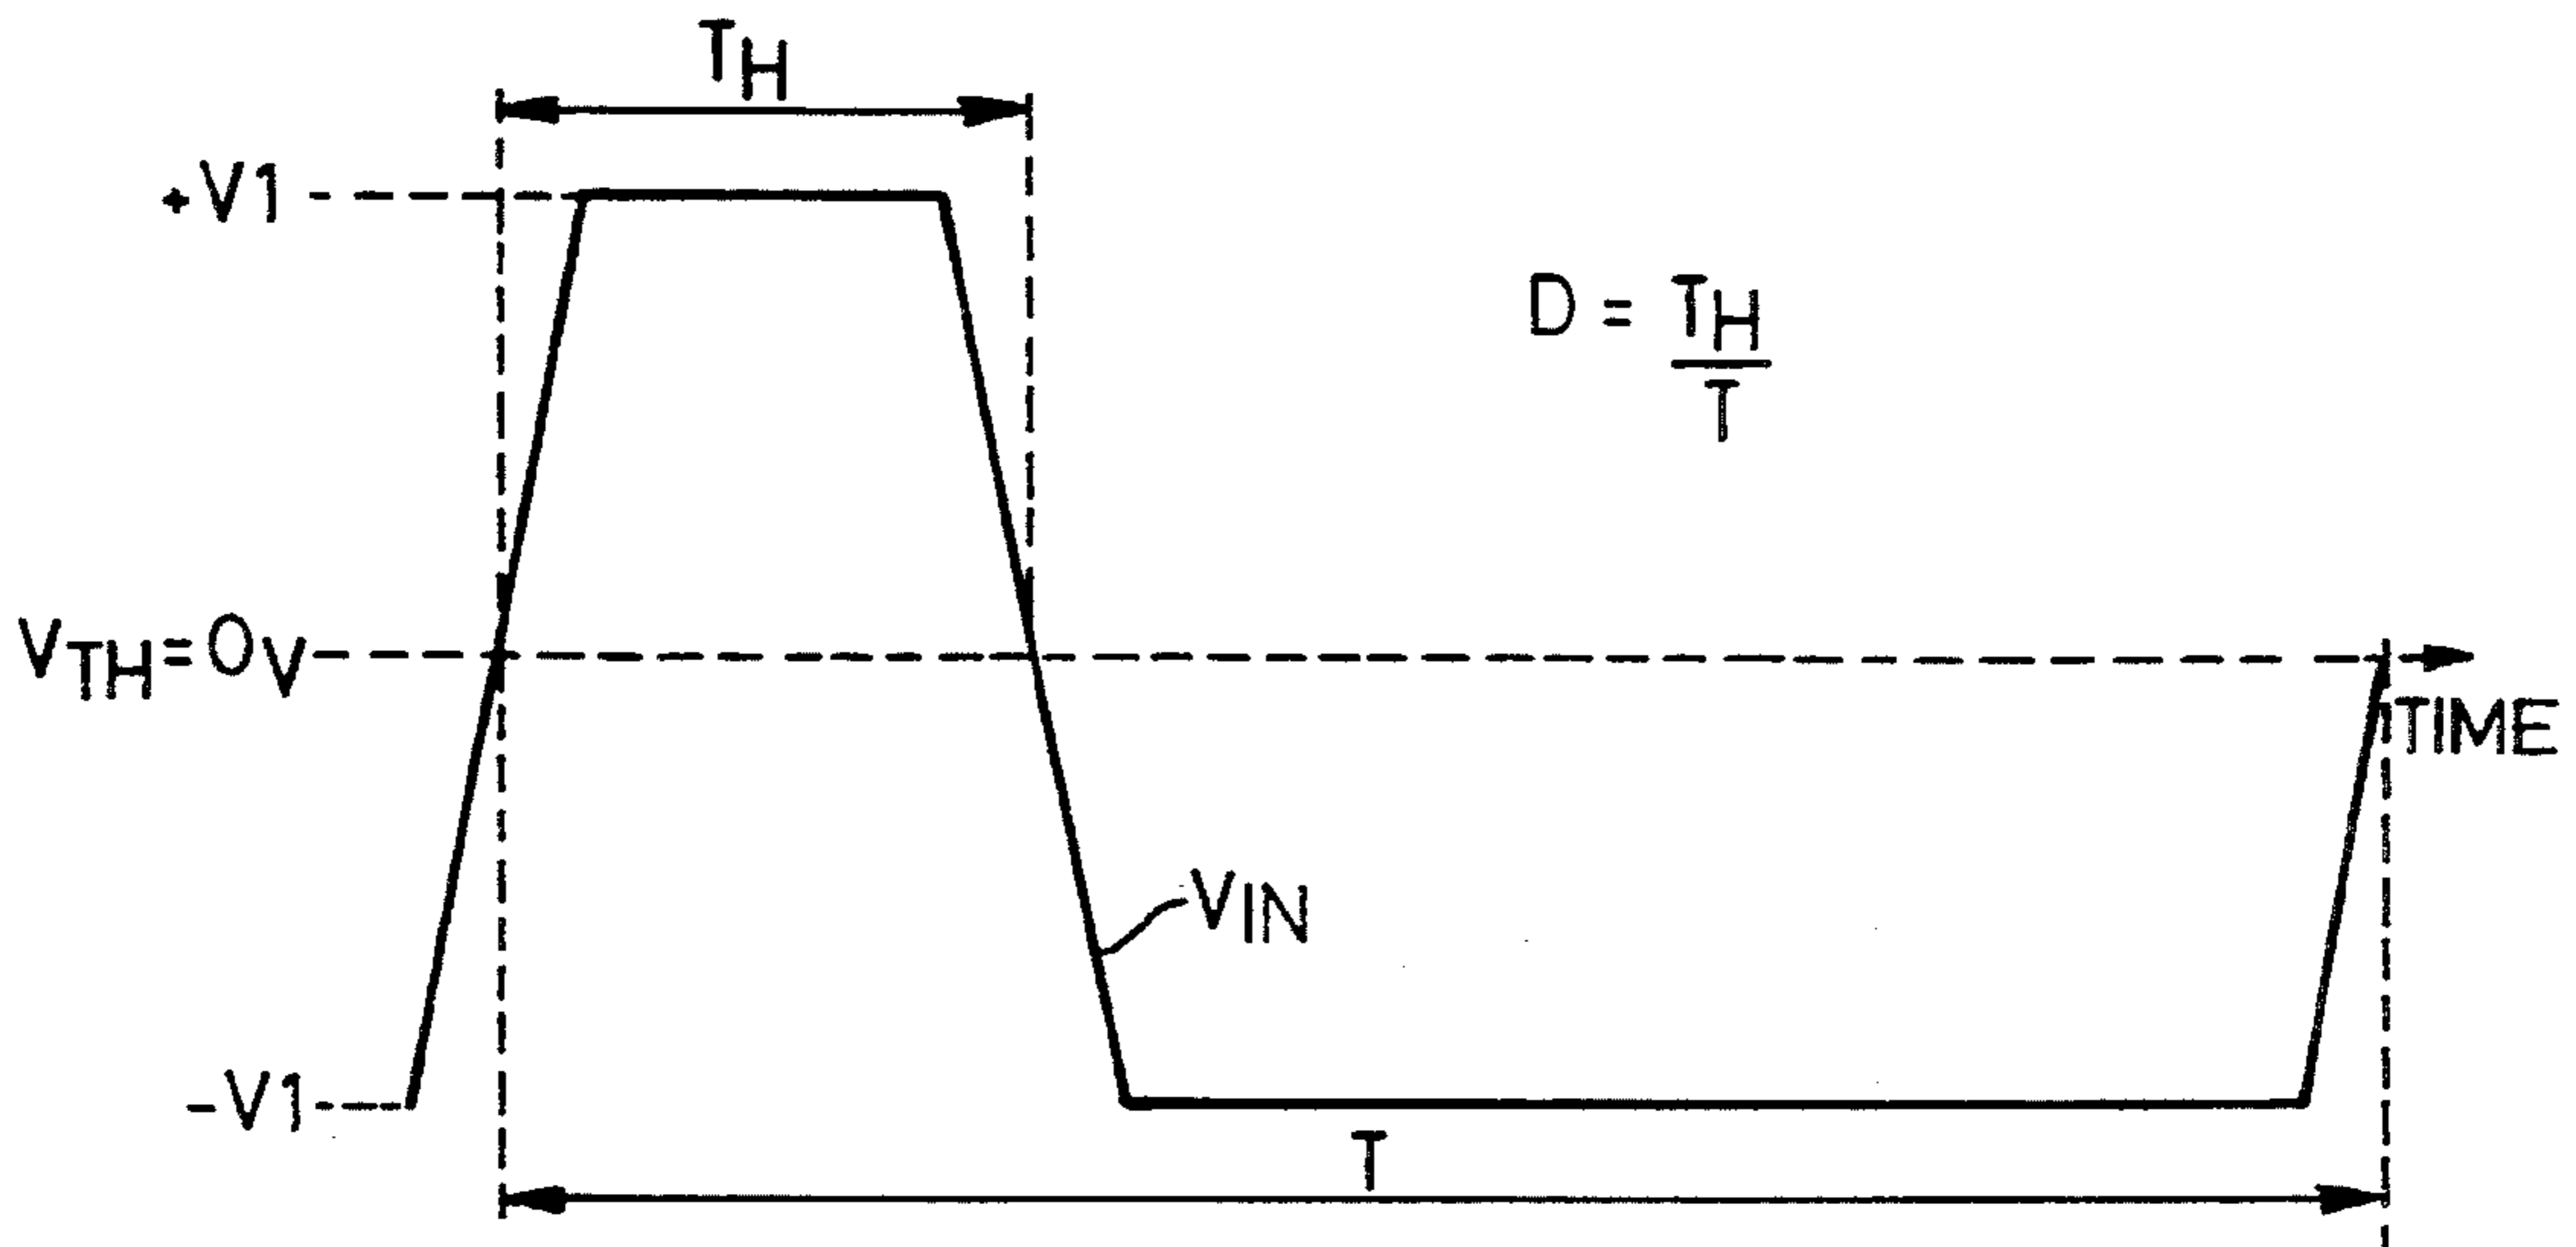 TH
+V1
D = TH
T
VTH=0V
TIME
VIN
-V1
T